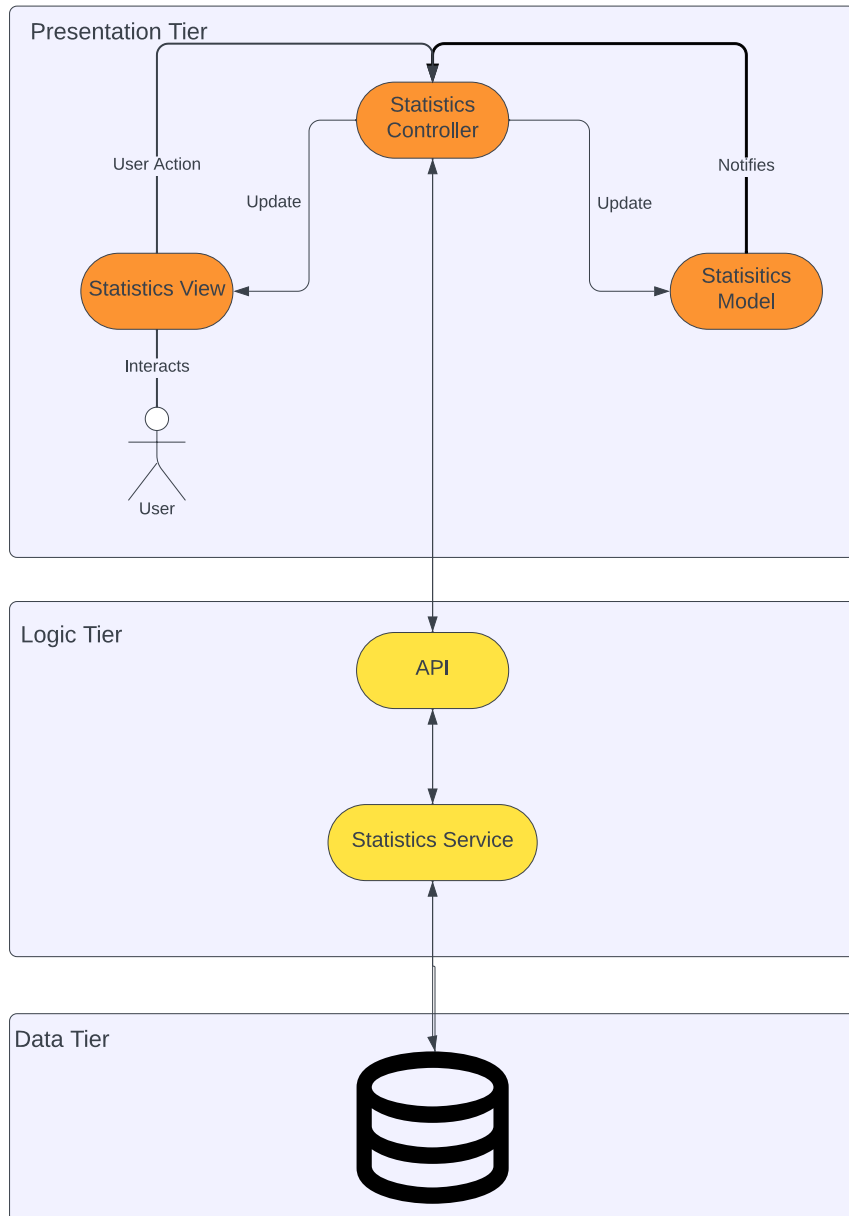 Presentation Tier
Statistics
Controller
User Action
Notifies
Update
Update
Statistics View
Statisitics
Model
Interacts
User
Logic Tier
API
Statistics Service
Data Tier